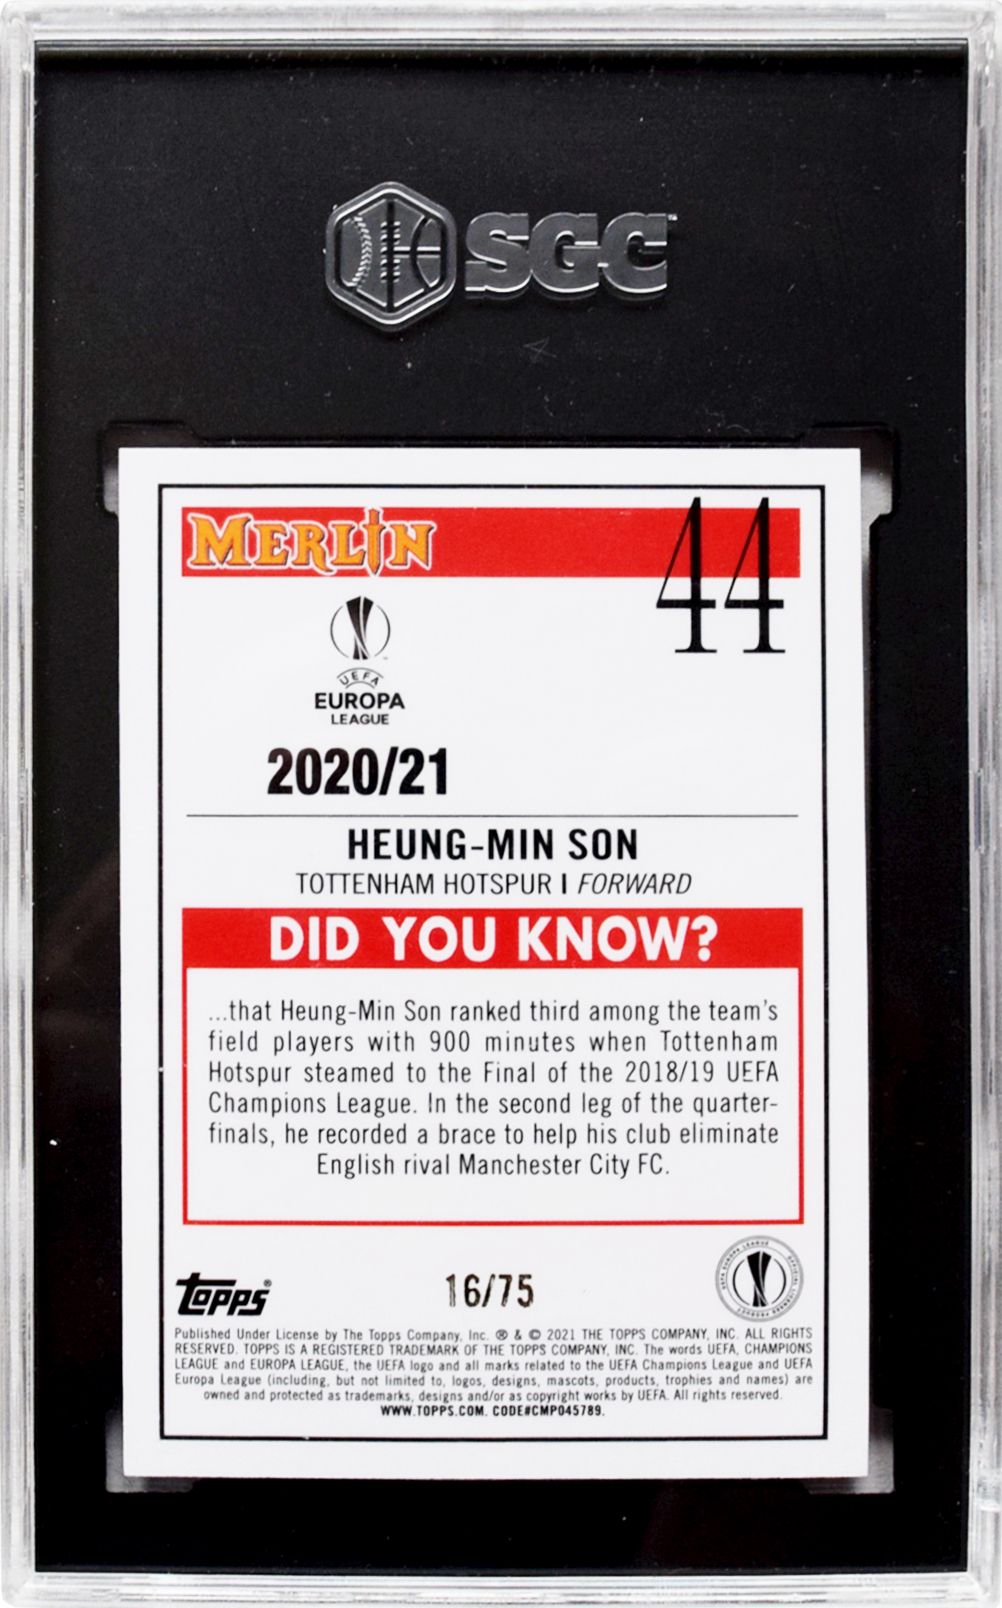 SGC
MERLIN
44
UEFA
EUROPA
LEAGUE
2020/21
HEUNG-MIN SON
TOTTENHAM HOTSPUR | FORWARD
DID YOU KNOW?
...that Heung-Min Son ranked third among the team's
field players with 900 minutes when Tottenham
Hotspur steamed to the Final of the 2018/19 UEFA
Champions League. In the second leg of the quarter-
finals, he recorded a brace to help his club eliminate
English rival Manchester City FC.
topps®
16/75
UEFA EUROPA LEAGUE OFFICIAL LICENSED PRODUCT
Published Under License by The Topps Company, Inc. ® & © 2021 THE TOPPS COMPANY, INC. ALL RIGHTS
RESERVED. TOPPS IS A REGISTERED TRADEMARK OF THE TOPPS COMPANY, INC. The words UEFA, CHAMPIONS
LEAGUE and EUROPA LEAGUE, the UEFA logo and all marks related to the UEFA Champions League and UEFA
Europa League (including, but not limited to, logos, designs, mascots, products, trophies and names) are
owned and protected as trademarks, designs and/or as copyright works by UEFA. All rights reserved.
WWW.TOPPS.COM. CODE#CMP045789.